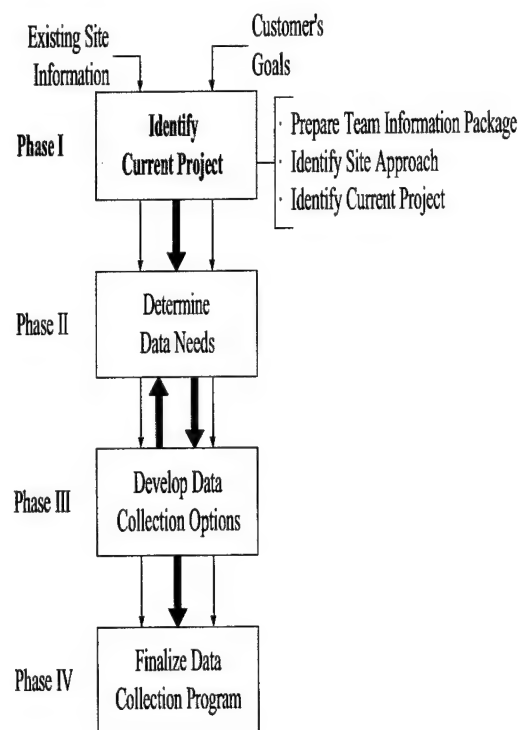 Existing Site
Information
Customer's
Goals
Phase I
Identify
Current Project
· Prepare Team Information Package
· Identify Site Approach
· Identify Current Project
Phase II
Determine
Data Needs
Phase III
Develop Data
Collection Options
Phase IV
Finalize Data
Collection Program